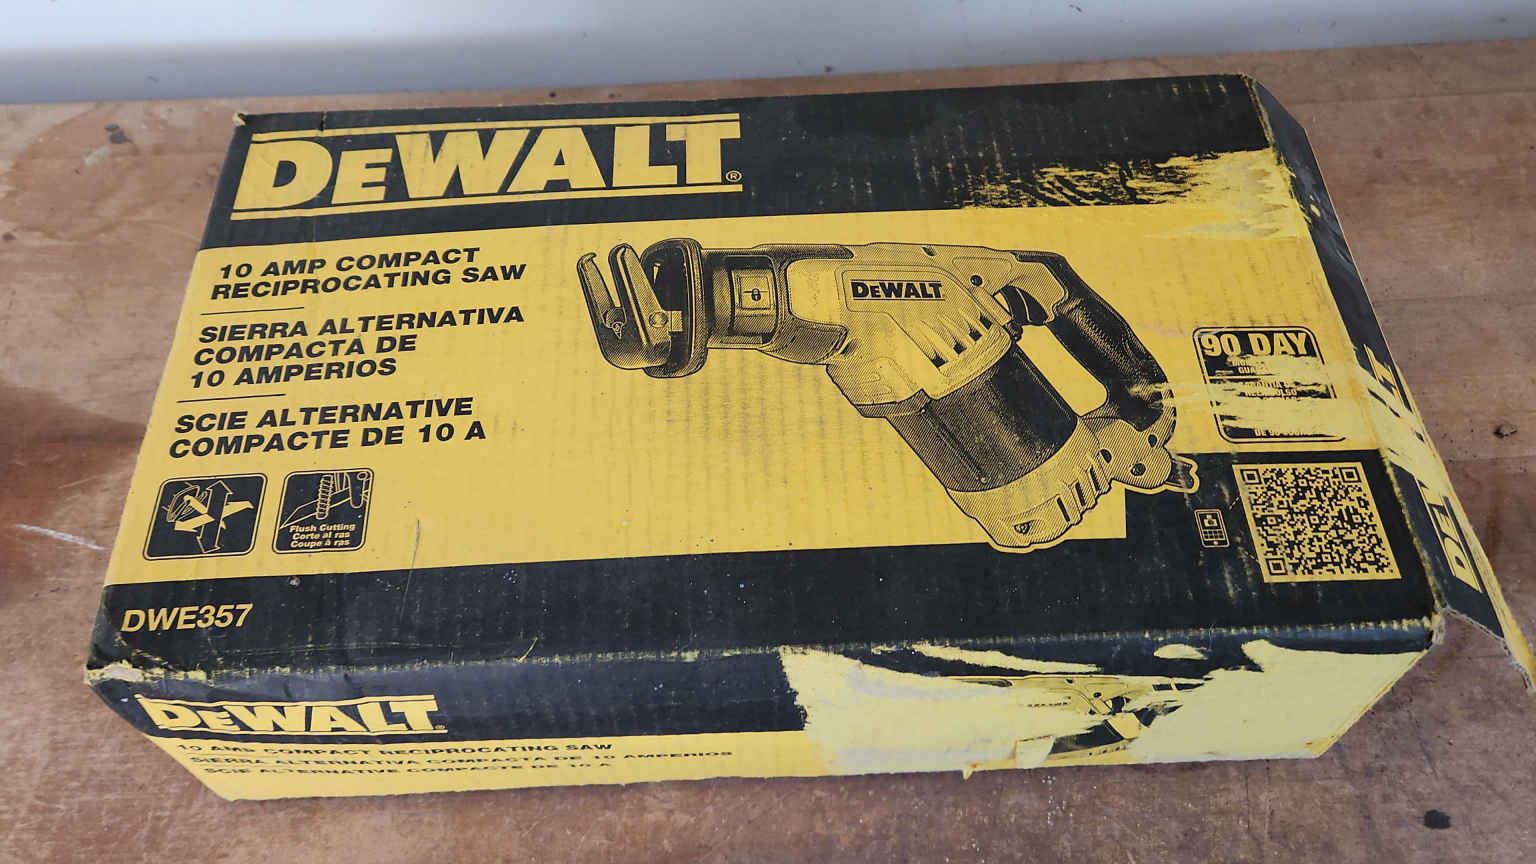 DEWALT®
10 AMP COMPACT
RECIPROCATING SAW
SIERRA ALTERNATIVA
COMPACTA DE
10 AMPERIOS
SCIE ALTERNATIVE
COMPACTE DE 10 A
DEWALT
90 DAY
Flush Cutting
Corte al ras
Coupe à ras
DWE357
DEWALT
DEWALT
10 AMP COMPACT RECIPROCATING SAW
SIERRA ALTERNATIVA COMPACTA DE 10 AMPERIOS
SCIE ALTERNATIVE COMPACTE DE 10 A